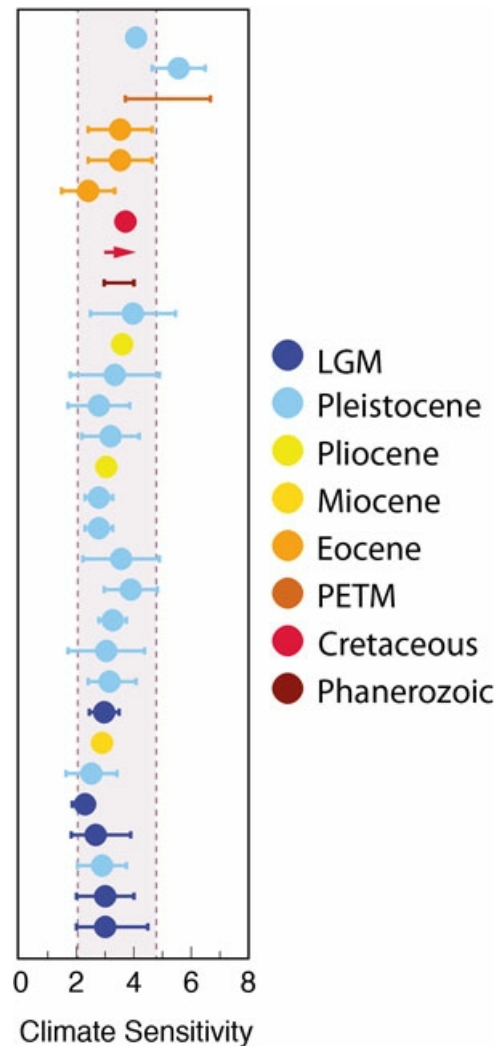 LGM
Pleistocene
Pliocene
Miocene
Eocene
PETM
Cretaceous
Phanerozoic
0 2 4 6 8
Climate Sensitivity